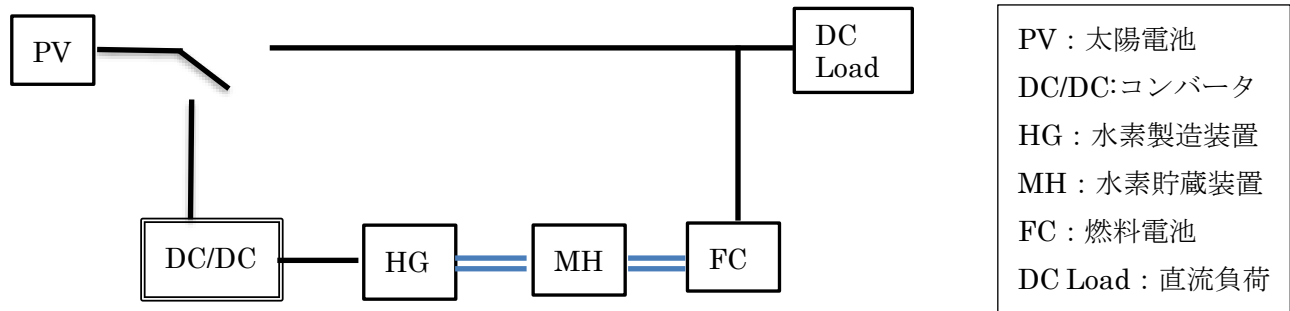 PV
DC
Load
DC/DC
HG
MH
FC
PV：太陽電池
DC/DC:コンバータ
HG：水素製造装置
MH：水素貯蔵装置
FC：燃料電池
DC Load：直流負荷